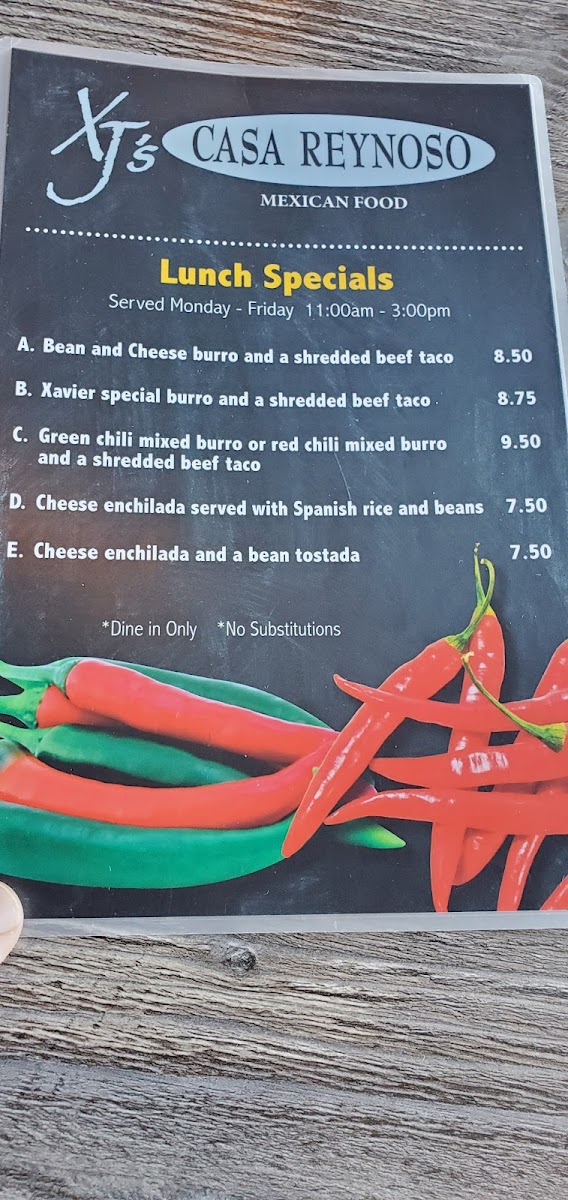 XJ's CASA REYNOSO
MEXICAN FOOD
Lunch Specials
Served Monday - Friday 11:00am - 3:00pm
A. Bean and Cheese burro and a shredded beef taco 8.50
B. Xavier special burro and a shredded beef taco 8.75
C. Green chili mixed burro or red chili mixed burro 9.50
and a shredded beef taco
D. Cheese enchilada served with Spanish rice and beans 7.50
E. Cheese enchilada and a bean tostada 7.50
*Dine in Only *No Substitutions